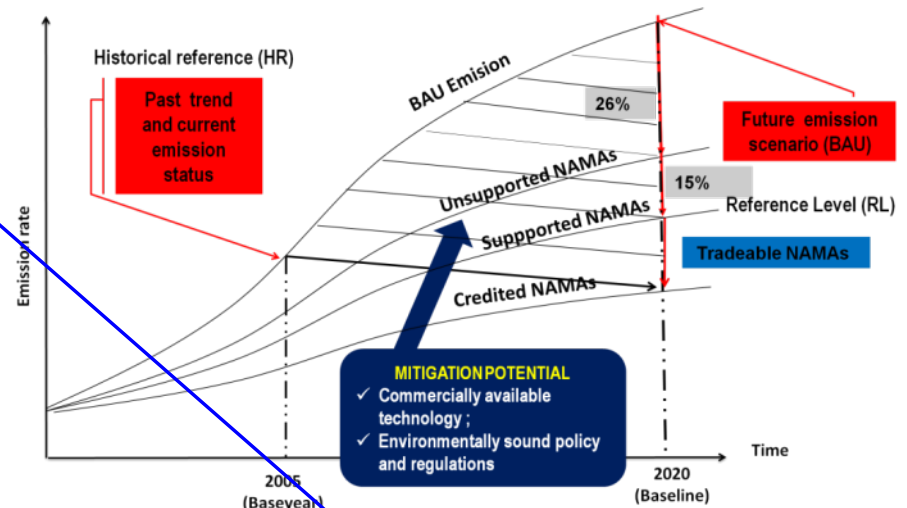 Historical reference (HR)
Past trend
and current
emission
status
BAU Emision
26%
Future emission
scenario (BAU)
Unsupported NAMAs
15%
Reference Level (RL)
Suppported NAMAs
Tradeable NAMAs
Credited NAMAs
Emission rate
MITIGATION POTENTIAL
✓ Commercially available
technology ;
✓ Environmentally sound policy
and regulations
Time
2005
(Baseyear)
2020
(Baseline)